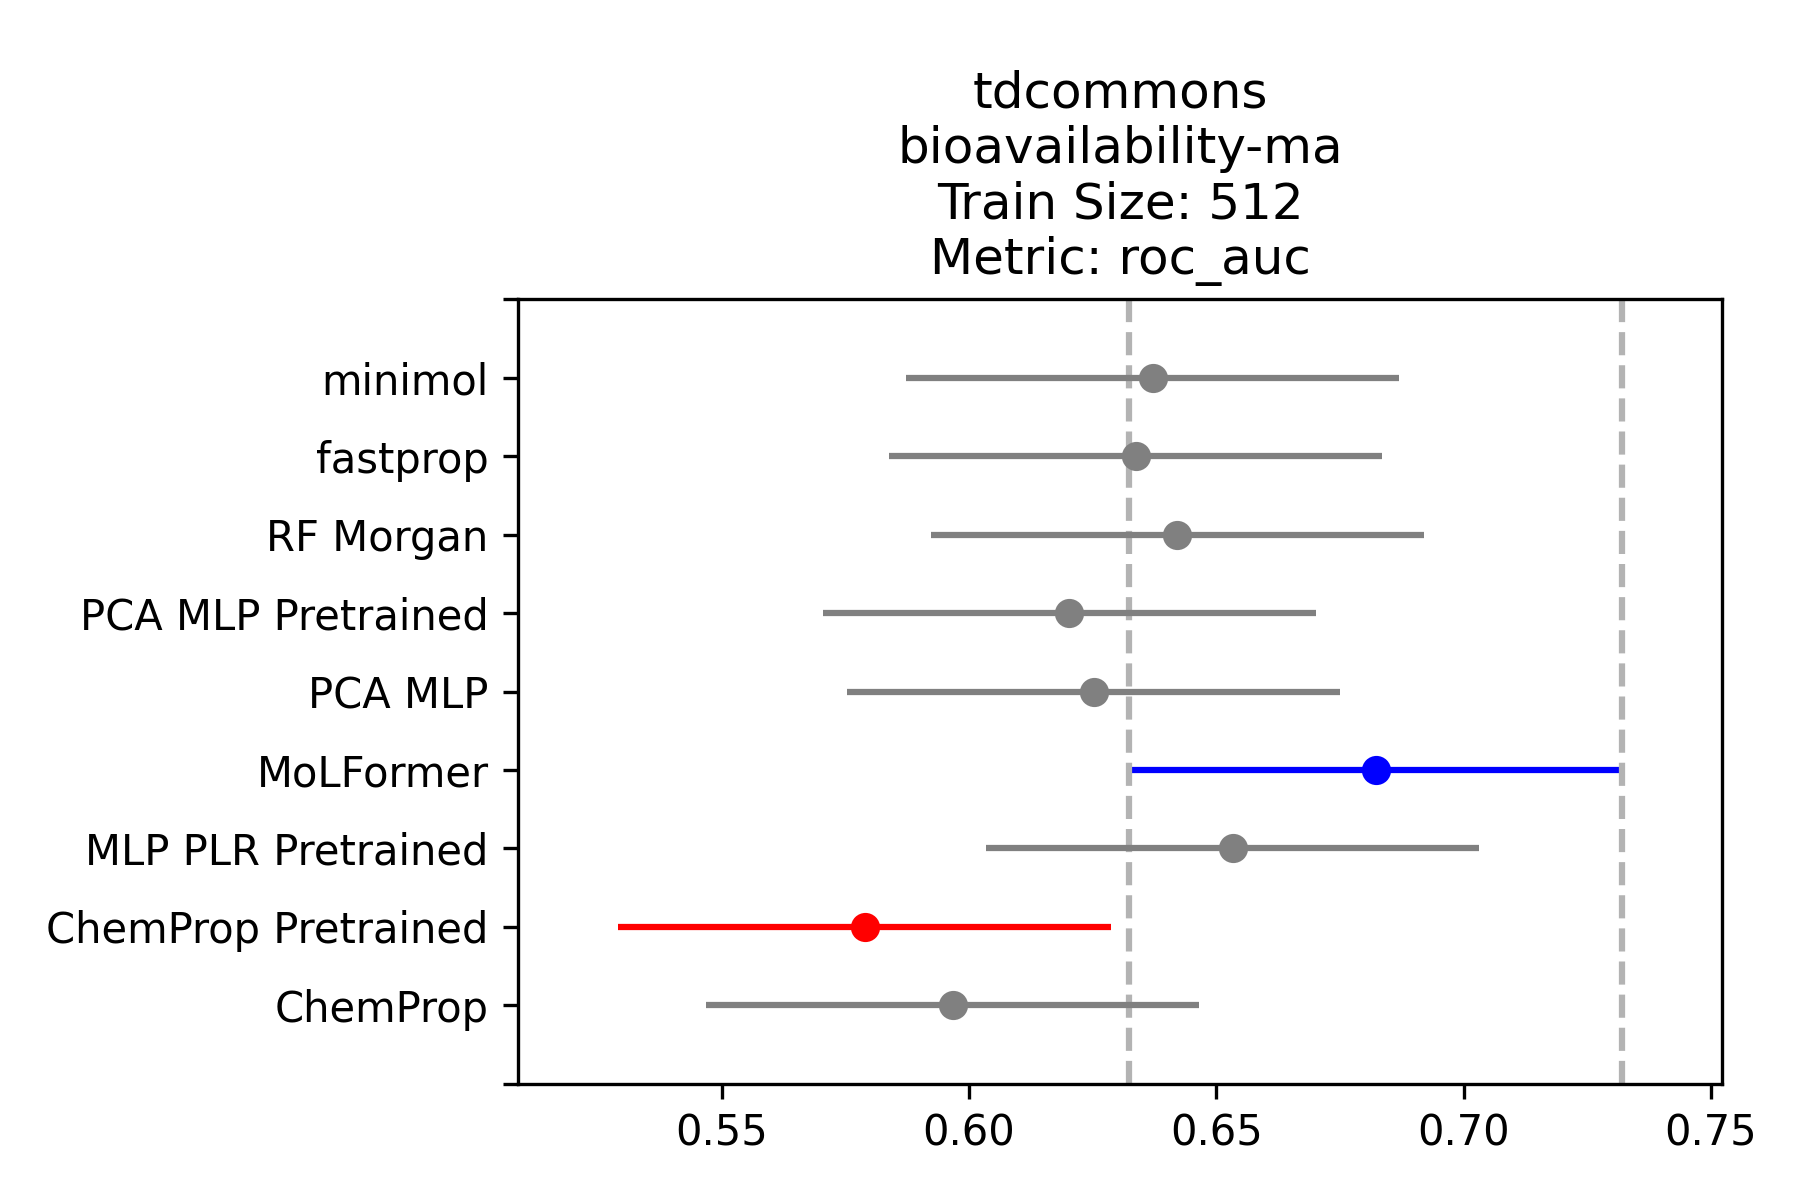 tdcommons
bioavailability-ma
Train Size: 512
Metric: roc_auc
minimol
fastprop
RF Morgan
PCA MLP Pretrained
PCA MLP
MoLFormer
MLP PLR Pretrained
ChemProp Pretrained
ChemProp
0.55 0.60 0.65 0.70 0.75